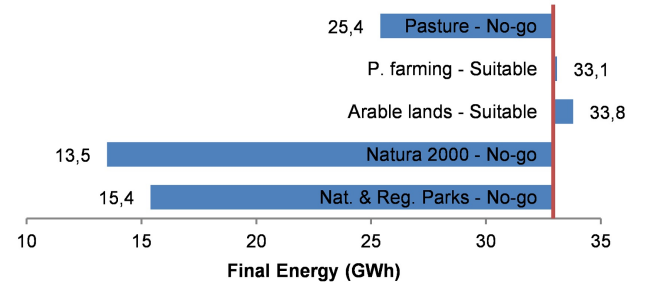 25,4 Pasture - No-go
P. farming - Suitable 33,1
Arable lands - Suitable 33,8
13,5 Natura 2000 - No-go
15,4 Nat. & Reg. Parks - No-go
10 15 20 25 30 35
Final Energy (GWh)